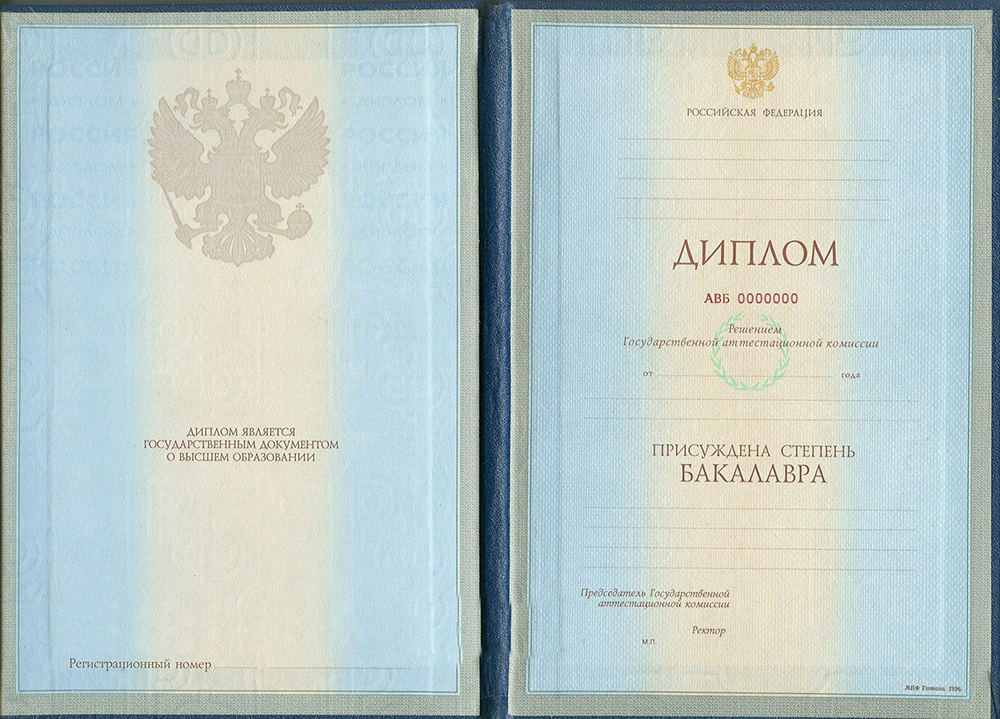 ДИПЛОМ ЯВЛЯЕТСЯ
ГОСУДАРСТВЕННЫМ ДОКУМЕНТОМ
О ВЫСШЕМ ОБРАЗОВАНИИ
Регистрационный номер
РОССИЙСКАЯ ФЕДЕРАЦИЯ
ДИПЛОМ
АВБ 0000000
Решением
Государственной аттестационной комиссии
от года
ПРИСУЖДЕНА СТЕПЕНЬ
БАКАЛАВРА
Председатель Государственной
аттестационной комиссии
Ректор
М.П.
МПФ Гознака. 1996.